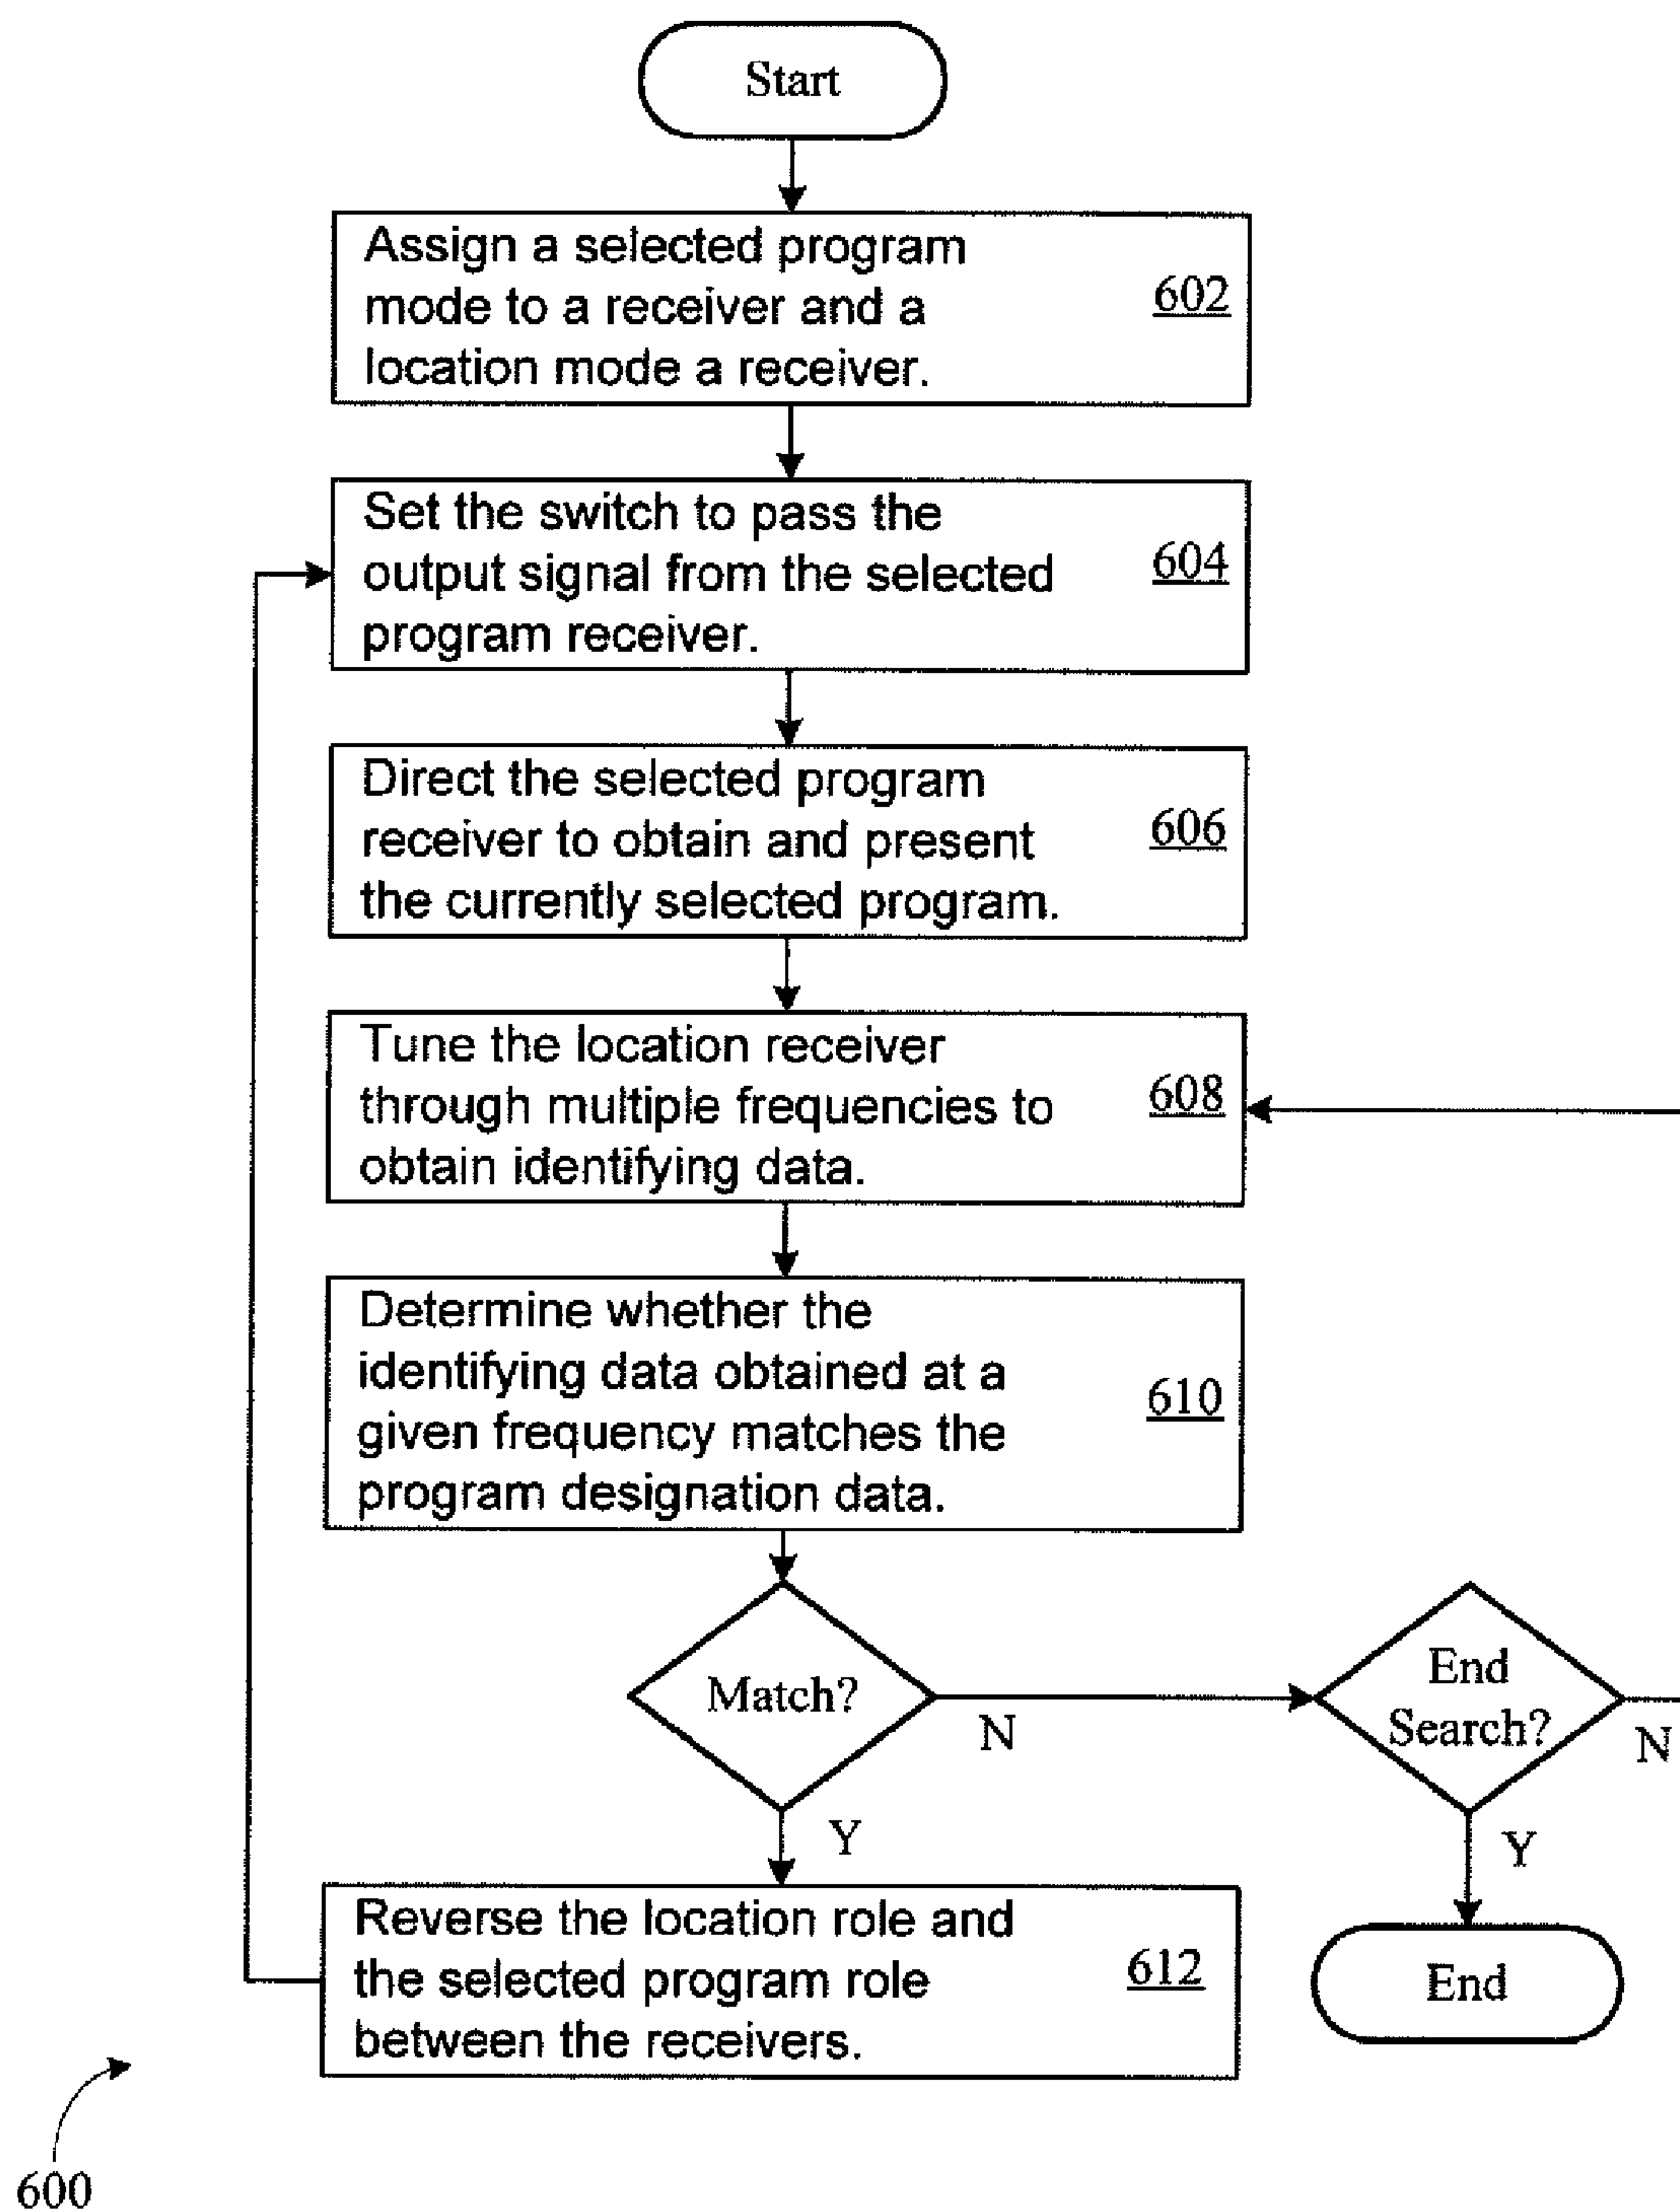 Start
Assign a selected program
mode to a receiver and a
location mode a receiver.
602
Set the switch to pass the
output signal from the selected
program receiver.
604
Direct the selected program
receiver to obtain and present
the currently selected program.
606
Tune the location receiver
through multiple frequencies to
obtain identifying data.
608
Determine whether the
identifying data obtained at a
given frequency matches the
program designation data.
610
Match?
N
End
Search?
N
Y
Y
Reverse the location role and
the selected program role
between the receivers.
612
End
600